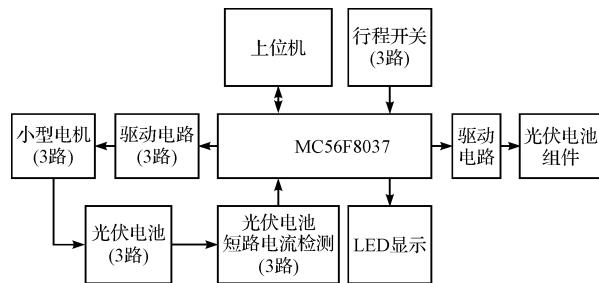 上位机
行程开关
(3路)
小型电机
(3路)
驱动电路
(3路)
MC56F8037
驱动
电路
光伏电池
组件
光伏电池
(3路)
光伏电池
短路电流检测
(3路)
LED显示